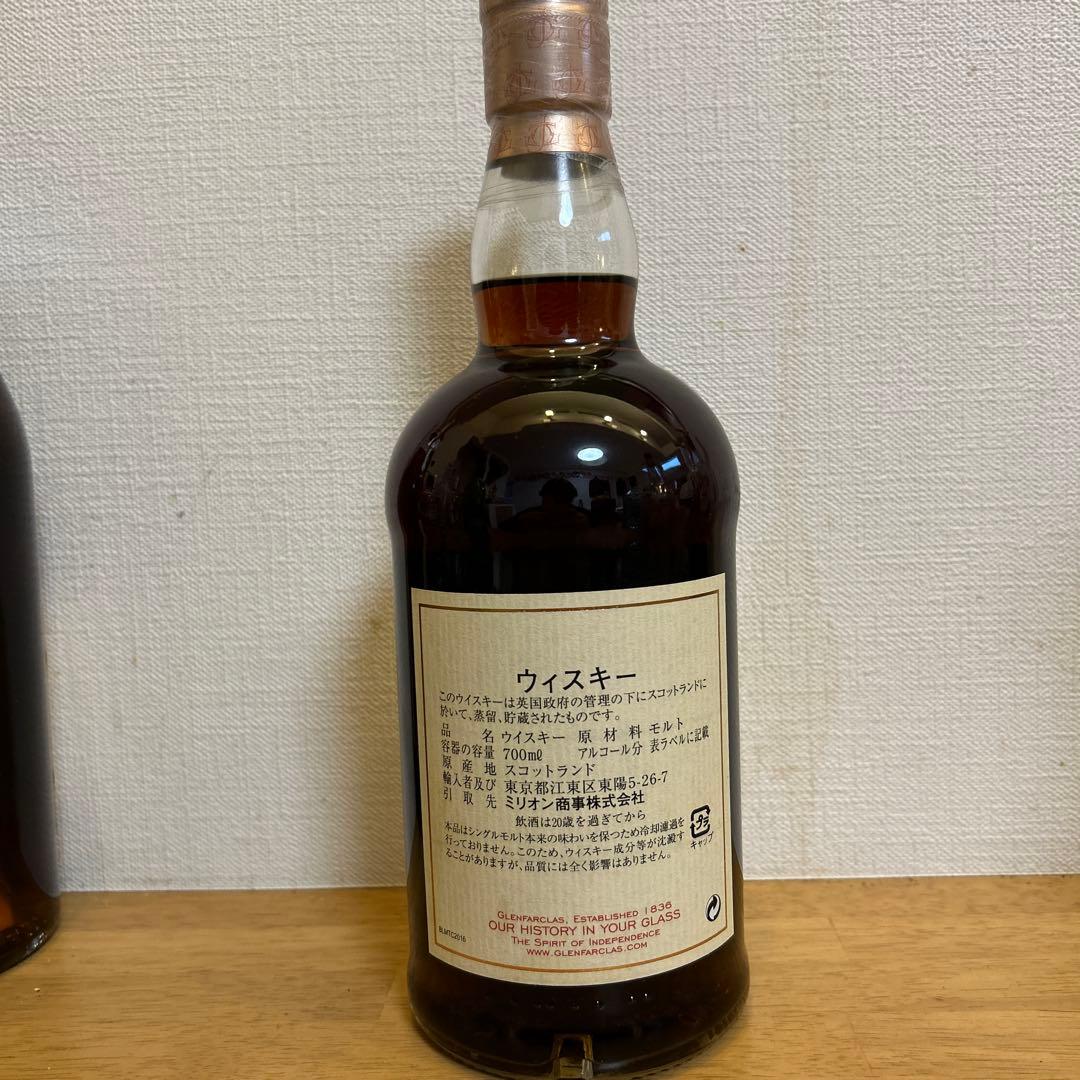 ウィスキー
このウイスキーは英国政府の管理の下にスコットランドに
於いて、蒸留、貯蔵されたものです。
品名 ウイスキー 原材料 モルト
容器の容量 700mℓ アルコール分 表ラベルに記載
原産地 スコットランド
輸入者及び 東京都江東区東陽5-26-7
引取先 ミリオン商事株式会社
飲酒は20歳を過ぎてから
本品はシングルモルト本来の味わいを保つため冷却濾過を
行っておりません。このため、ウィスキー成分等が沈澱す
ることがありますが、品質には全く影響はありません。
プラ
キャップ
GLENFARCLAS, ESTABLISHED 1836
OUR HISTORY IN YOUR GLASS
THE SPIRIT OF INDEPENDENCE
WWW.GLENFARCLAS.COM
BLMTC2016